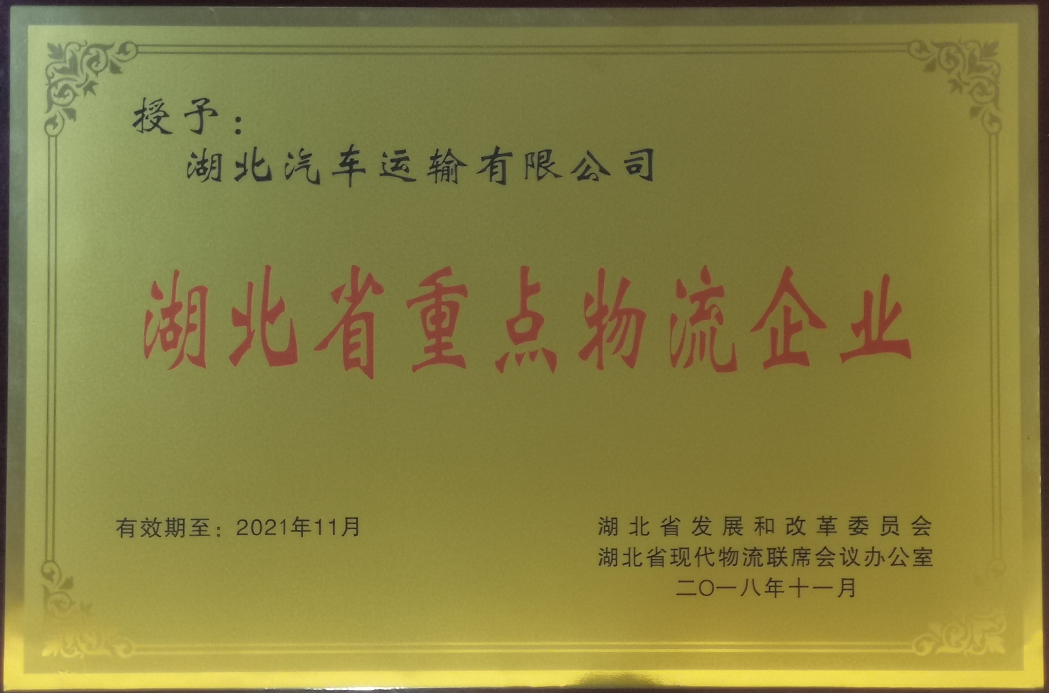 授予：
湖北汽车运输有限公司
湖北省重点物流企业
有效期至：2021年11月
湖北省发展和改革委员会
湖北省现代物流联席会议办公室
二〇一八年十一月